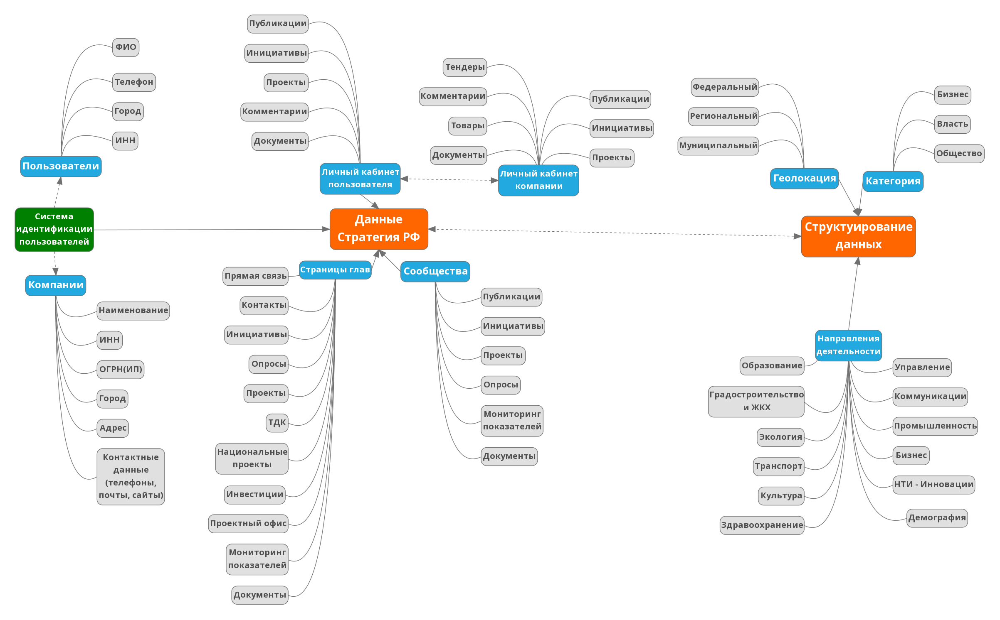 ФИО
Телефон
Город
ИНН
Пользователи
Система
идентификации
пользователей
Компании
Наименование
ИНН
ОГРН(ИП)
Город
Адрес
Контактные
данные
(телефоны,
почты, сайты)
Публикации
Инициативы
Проекты
Комментарии
Документы
Личный кабинет
пользователя
Тендеры
Комментарии
Товары
Документы
Публикации
Инициативы
Проекты
Личный кабинет
компании
Данные
Стратегия РФ
Страницы глав
Прямая связь
Контакты
Инициативы
Опросы
Проекты
ТДК
Национальные
проекты
Инвестиции
Проектный офис
Мониторинг
показателей
Документы
Сообщества
Публикации
Инициативы
Проекты
Опросы
Мониторинг
показателей
Документы
Федеральный
Региональный
Муниципальный
Геолокация
Бизнес
Власть
Общество
Категория
Структуирование
данных
Направления
деятельности
Образование
Градостроительство
и ЖКХ
Экология
Транспорт
Культура
Здравоохранение
Управление
Коммуникации
Промышленность
Бизнес
НТИ - Инновации
Демография